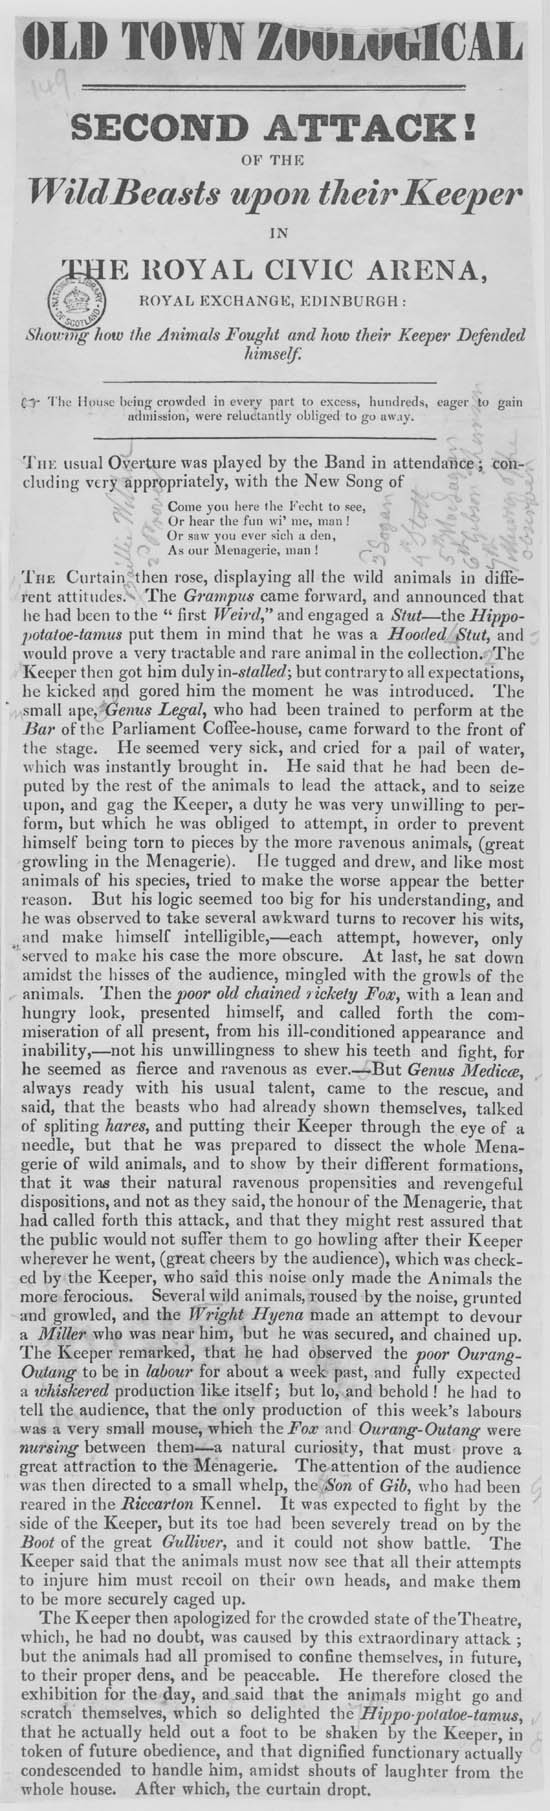 OLD TOWN ZOOLOGICAL
SECOND ATTACK!
OF THE
Wild Beasts upon their Keeper
IN
THE ROYAL CIVIC ARENA,
ROYAL EXCHANGE, EDINBURGH:
Showing how the Animals Fought and how their Keeper Defended
himself.
☞ The House being crowded in every part to excess, hundreds, eager to gain
admission, were reluctantly obliged to go away.
THE usual Overture was played by the Band in attendance; con-
cluding very appropriately, with the New Song of
Come you here the Fecht to see,
Or hear the fun wi' me, man!
Or saw you ever sich a den,
As our Menagerie, man!
THE Curtain then rose, displaying all the wild animals in diffe-
rent attitudes. The Grampus came forward, and announced that
he had been to the "first Weird," and engaged a Stut—the Hippo-
potatoe-tamus put them in mind that he was a Hooded Stut, and
would prove a very tractable and rare animal in the collection. The
Keeper then got him duly in-stalled; but contrary to all expectations,
he kicked and gored him the moment he was introduced. The
small ape, Genus Legal, who had been trained to perform at the
Bar of the Parliament Coffee-house, came forward to the front of
the stage. He seemed very sick, and cried for a pail of water,
which was instantly brought in. He said that he had been de-
puted by the rest of the animals to lead the attack, and to seize
upon, and gag the Keeper, a duty he was very unwilling to per-
form, but which he was obliged to attempt, in order to prevent
himself being torn to pieces by the more ravenous animals, (great
growling in the Menagerie). He tugged and drew, and like most
animals of his species, tried to make the worse appear the better
reason. But his logic seemed too big for his understanding, and
he was observed to take several awkward turns to recover his wits,
and make himself intelligible,—each attempt, however, only
served to make his case the more obscure. At last, he sat down
amidst the hisses of the audience, mingled with the growls of the
animals. Then the poor old chained rickety Fox, with a lean and
hungry look, presented himself, and called forth the com-
miseration of all present, from his ill-conditioned appearance and
inability,—not his unwillingness to shew his teeth and fight, for
he seemed as fierce and ravenous as ever.—But Genus Medicæ,
always ready with his usual talent, came to the rescue, and
said, that the beasts who had already shown themselves, talked
of spliting hares, and putting their Keeper through the eye of a
needle, but that he was prepared to dissect the whole Mena-
gerie of wild animals, and to show by their different formations,
that it was their natural ravenous propensities and revengeful
dispositions, and not as they said, the honour of the Menagerie, that
had called forth this attack, and that they might rest assured that
the public would not suffer them to go howling after their Keeper
wherever he went, (great cheers by the audience), which was check-
ed by the Keeper, who said this noise only made the Animals the
more ferocious. Several wild animals, roused by the noise, grunted
and growled, and the Wright Hyena made an attempt to devour
a Miller who was near him, but he was secured, and chained up.
The Keeper remarked, that he had observed the poor Ourang-
Outang to be in labour for about a week past, and fully expected
a whiskered production like itself; but lo, and behold! he had to
tell the audience, that the only production of this week's labours
was a very small mouse, which the Fox and Ourang-Outang were
nursing between them—a natural curiosity, that must prove a
great attraction to the Menagerie. The attention of the audience
was then directed to a small whelp, the Son of Gib, who had been
reared in the Riccarton Kennel. It was expected to fight by the
side of the Keeper, but its toe had been severely tread on by the
Boot of the great Gulliver, and it could not show battle. The
Keeper said that the animals must now see that all their attempts
to injure him must recoil on their own heads, and make them
to be more securely caged up.
The Keeper then apologized for the crowded state of the Theatre,
which, he had no doubt, was caused by this extraordinary attack;
but the animals had all promised to confine themselves, in future,
to their proper dens, and be peaceable. He therefore closed the
exhibition for the day, and said that the animals might go and
scratch themselves, which so delighted the Hippo-potatoe-tamus,
that he actually held out a foot to be shaken by the Keeper, in
token of future obedience, and that dignified functionary actually
condescended to handle him, amidst shouts of laughter from the
whole house. After which, the curtain dropt.
149
NATIONAL LIBRARY
OF SCOTLAND